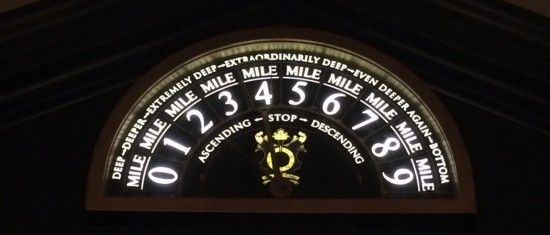 DEEP–DEEPER–EXTREMELY DEEP–EXTRAORDINARILY DEEP–EVEN DEEPER AGAIN–BOTTOM
MILE MILE MILE MILE MILE MILE MILE MILE MILE MILE
0 1 2 3 4 5 6 7 8 9
ASCENDING – STOP – DESCENDING